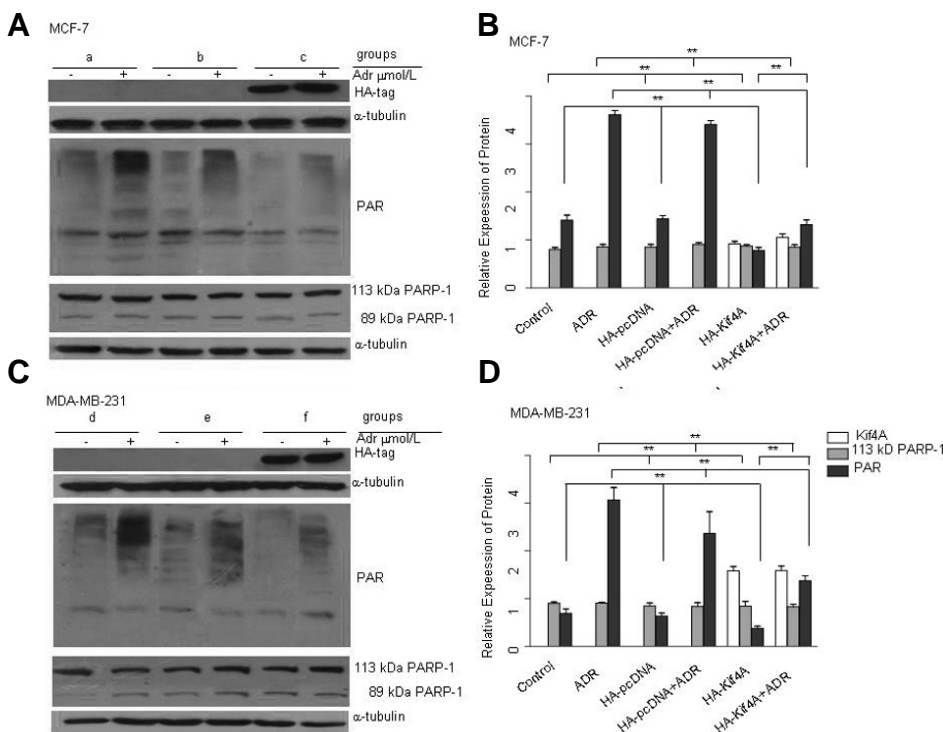 A
MCF-7
a b c groups
- + - + - + Adr μmol/L
HA-tag
α-tubulin
PAR
113 kDa PARP-1
89 kDa PARP-1
α-tubulin
B
MCF-7
** ** ** ** **
Relative Expeession of Protein
0 1 2 4
Control ADR HA-pcDNA HA-pcDNA+ADR HA-Kif4A HA-Kif4A+ADR
C
MDA-MB-231
d e f groups
- + - + - + Adr μmol/L
HA-tag
α-tubulin
PAR
113 kDa PARP-1
89 kDa PARP-1
α-tubulin
D
MDA-MB-231
** ** ** ** **
Relative Expeession of Protein
0 1 2 4
Control ADR HA-pcDNA HA-pcDNA+ADR HA-Kif4A HA-Kif4A+ADR
Kif4A
113 kD PARP-1
PAR